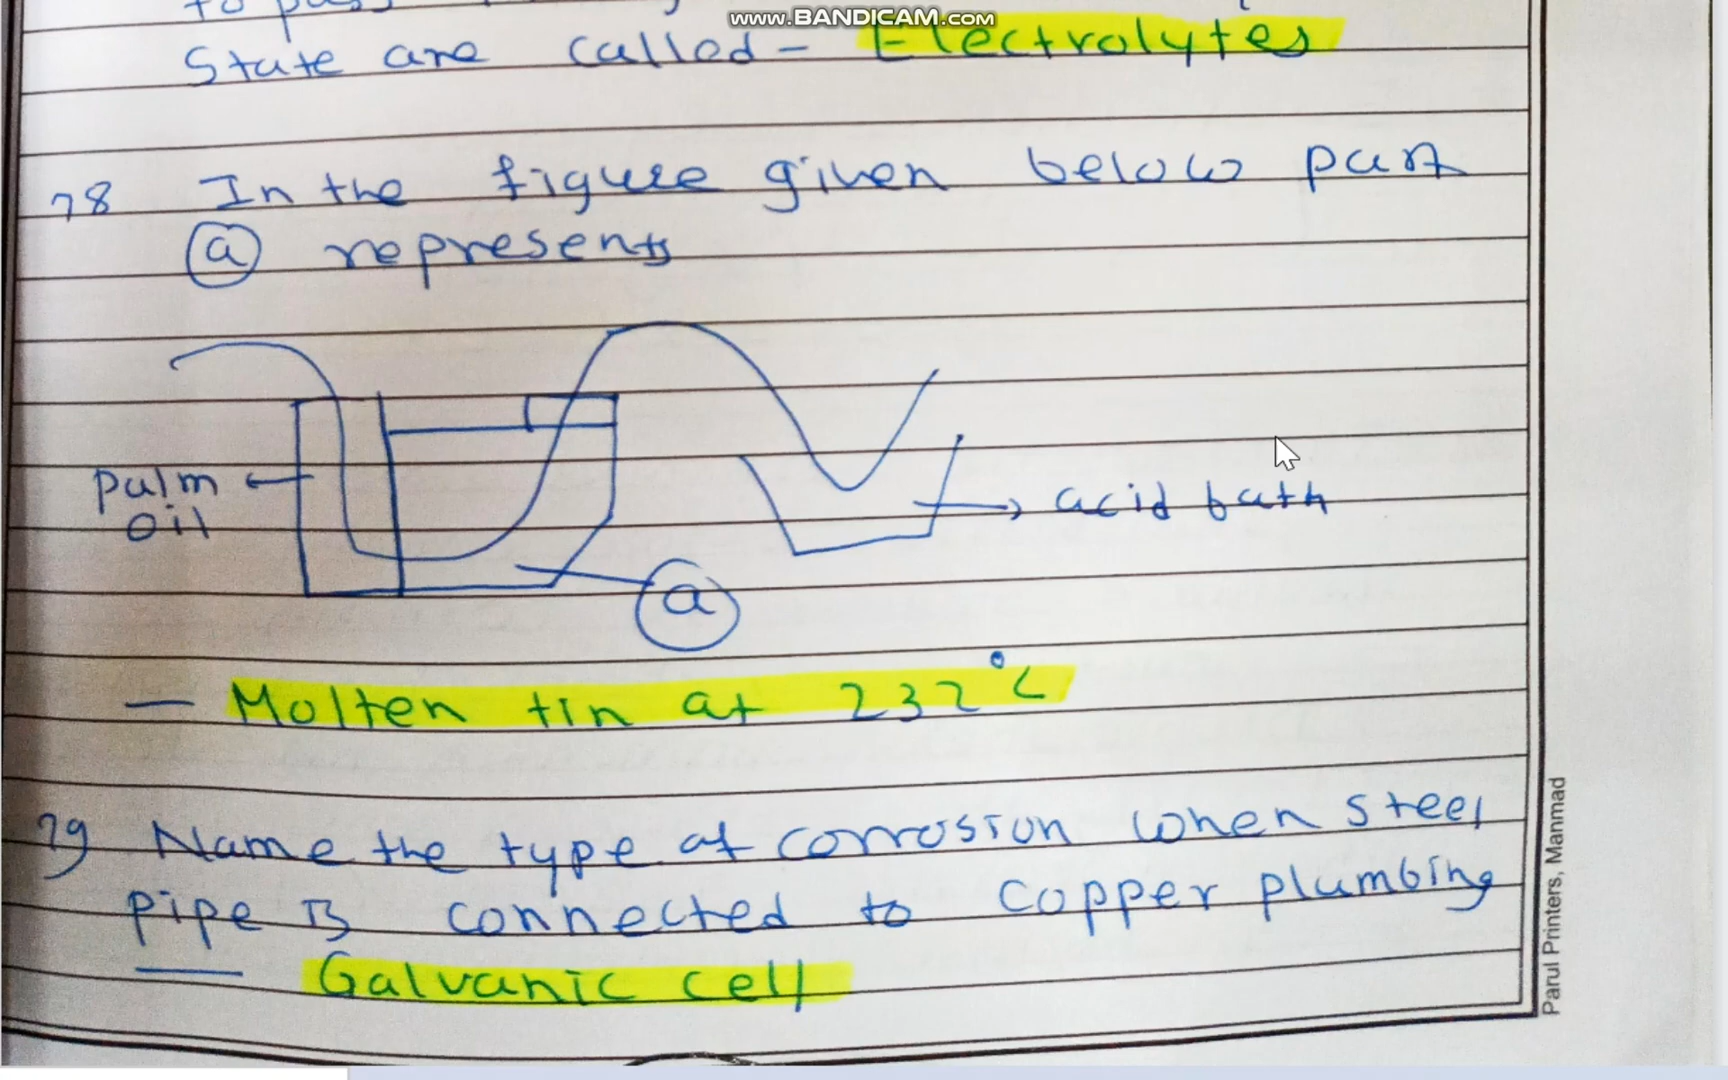 www.BANDICAM.com
State are called - Electrolytes
78 In the figure given below part
ⓐ represents
palm
oil
acid bath
ⓐ
— Molten tin at 232°C
79 Name the type of corrosion when steel
pipe is connected to copper plumbing
— Galvanic cell
Parul Printers, Manmad